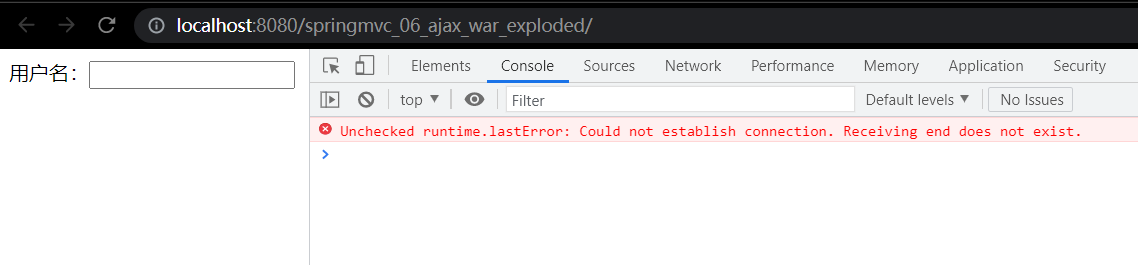 localhost:8080/springmvc_06_ajax_war_exploded/
用户名：
Elements Console Sources Network Performance Memory Application Security
top Filter Default levels No Issues
Unchecked runtime.lastError: Could not establish connection. Receiving end does not exist.